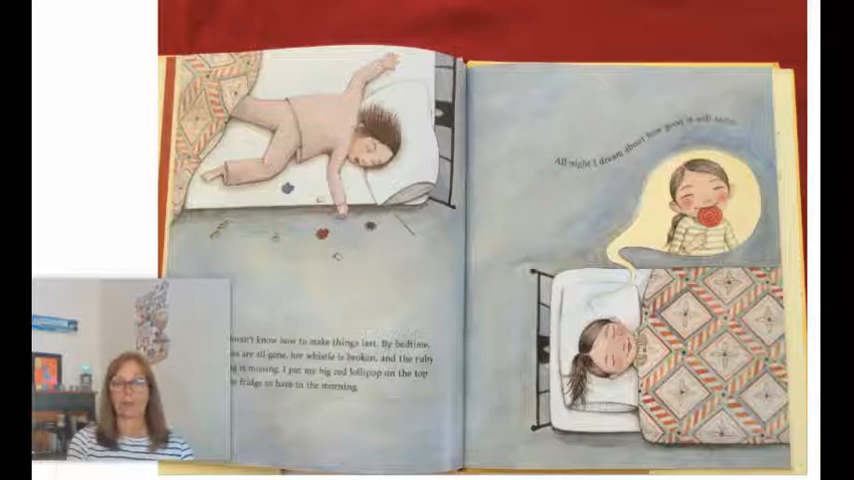 doesn't know how to make things last. By bedtime,
are all gone, her whistle is broken, and the ruby
is missing. I put my big red lollipop on the top
fridge to have in the morning.
All night I dream about how good it will taste.